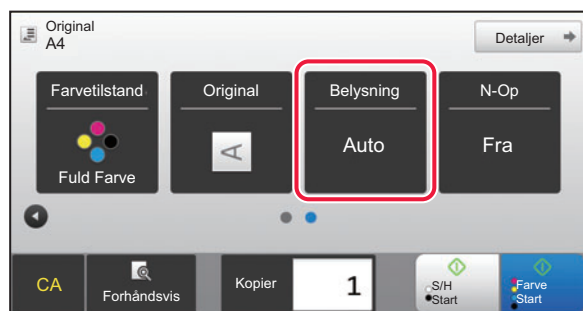 Original
A4
Detaljer
Farvetilstand
Original
Belysning
N-Op
A
Auto
Fra
Fuld Farve
CA
Forhåndsvis
Kopier
1
S/H
Start
Farve
Start